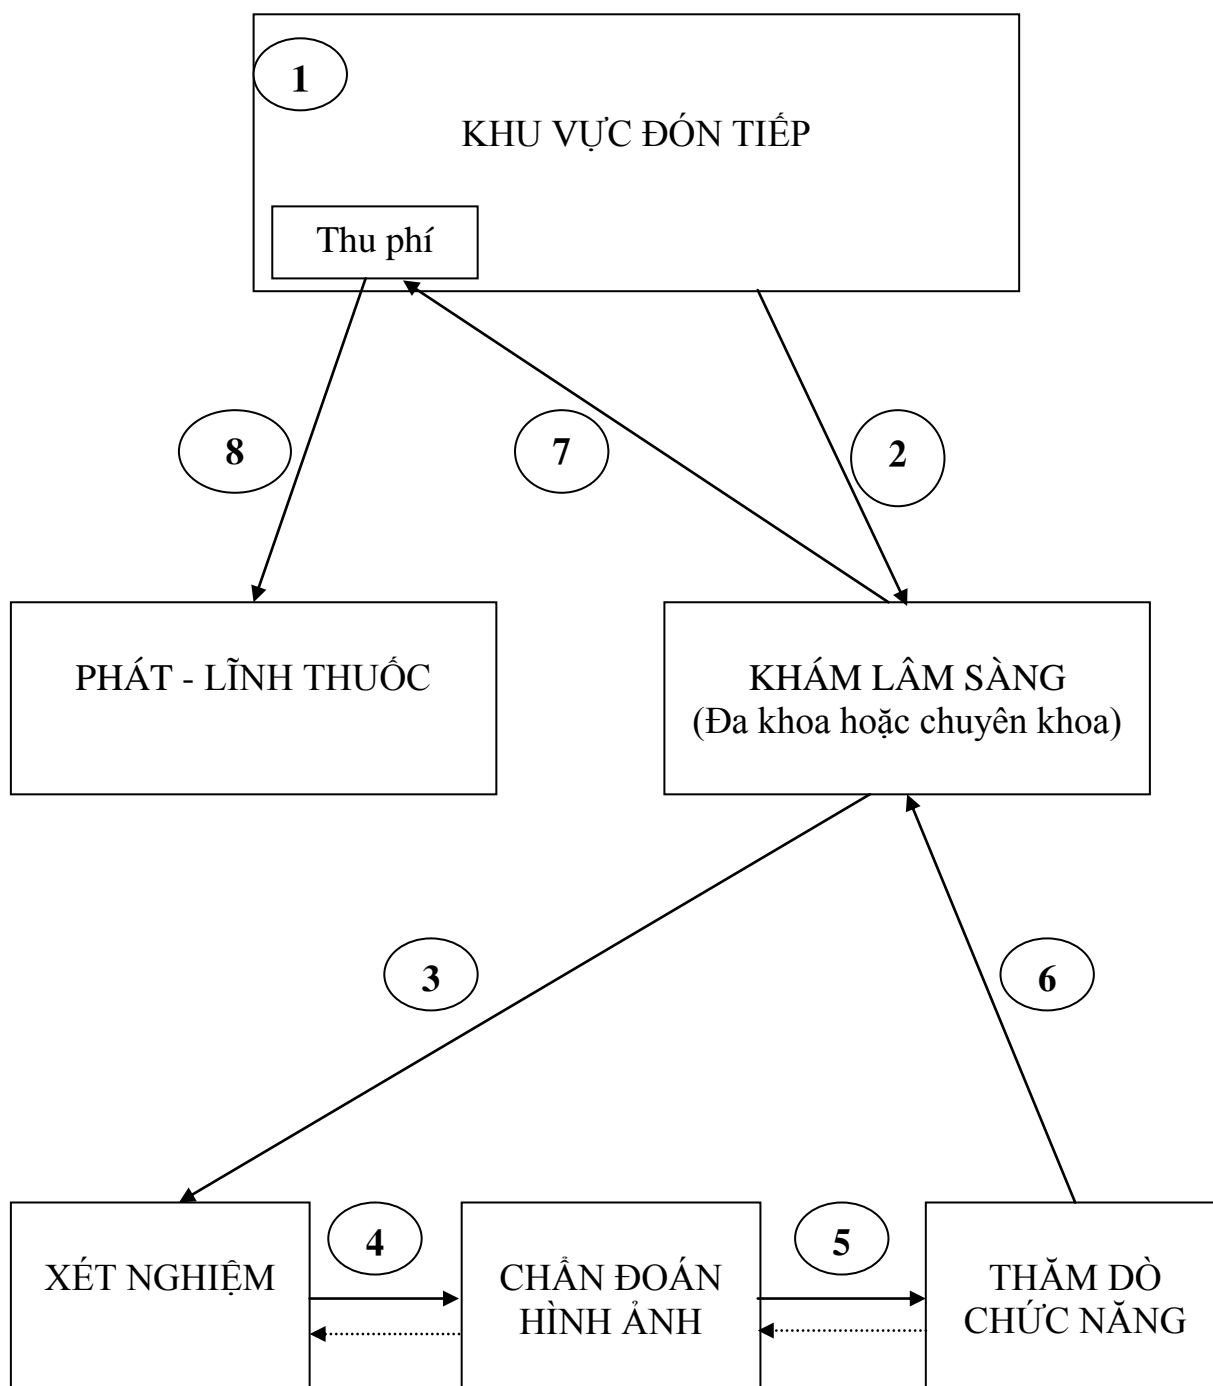 1
KHU VỰC ĐÓN TIẾP
Thu phí
8
7
2
PHÁT - LĨNH THUỐC
KHÁM LÂM SÀNG
(Đa khoa hoặc chuyên khoa)
3
6
4
5
XÉT NGHIỆM
CHẨN ĐOÁN
HÌNH ẢNH
THĂM DÒ
CHỨC NĂNG